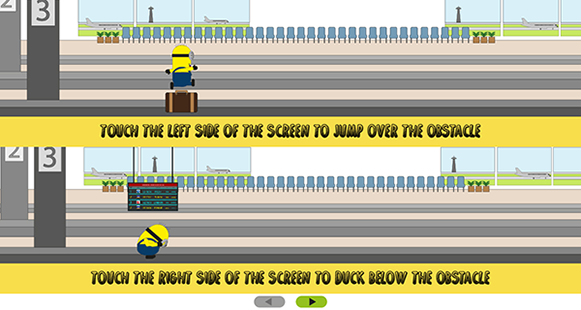 2
3
TOUCH THE LEFT SIDE OF THE SCREEN TO JUMP OVER THE OBSTACLE
2
3
TOUCH THE RIGHT SIDE OF THE SCREEN TO DUCK BELOW THE OBSTACLE